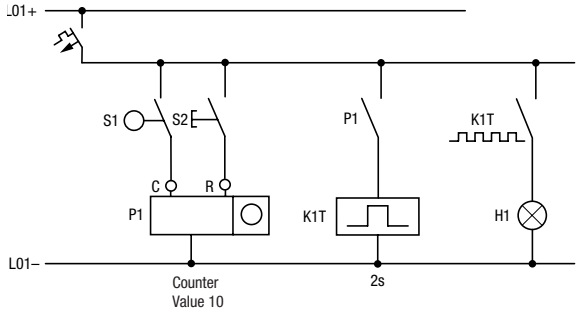 L01+
S1
S2
P1
K1T
C
R
P1
K1T
H1
L01–
Counter
Value 10
2s